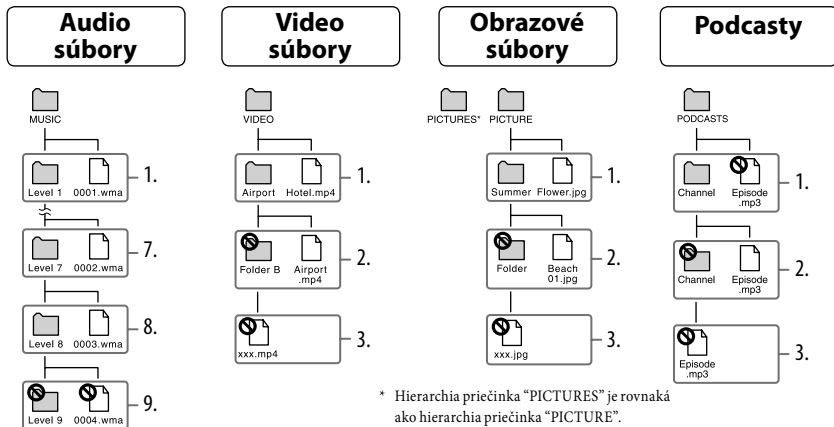 Audio
súbory
MUSIC
Level 1 0001.wma
1.
Level 7 0002.wma
7.
Level 8 0003.wma
8.
Level 9 0004.wma
9.
Video
súbory
VIDEO
Airport Hotel.mp4
1.
Folder B Airport
.mp4
2.
xxx.mp4
3.
Obrazové
súbory
PICTURES* PICTURE
Summer Flower.jpg
1.
Folder Beach
01.jpg
2.
xxx.jpg
3.
* Hierarchia priečinka “PICTURES” je rovnaká
ako hierarchia priečinka “PICTURE”.
Podcasty
PODCASTS
Channel Episode
.mp3
1.
Channel Episode
.mp3
2.
Episode
.mp3
3.